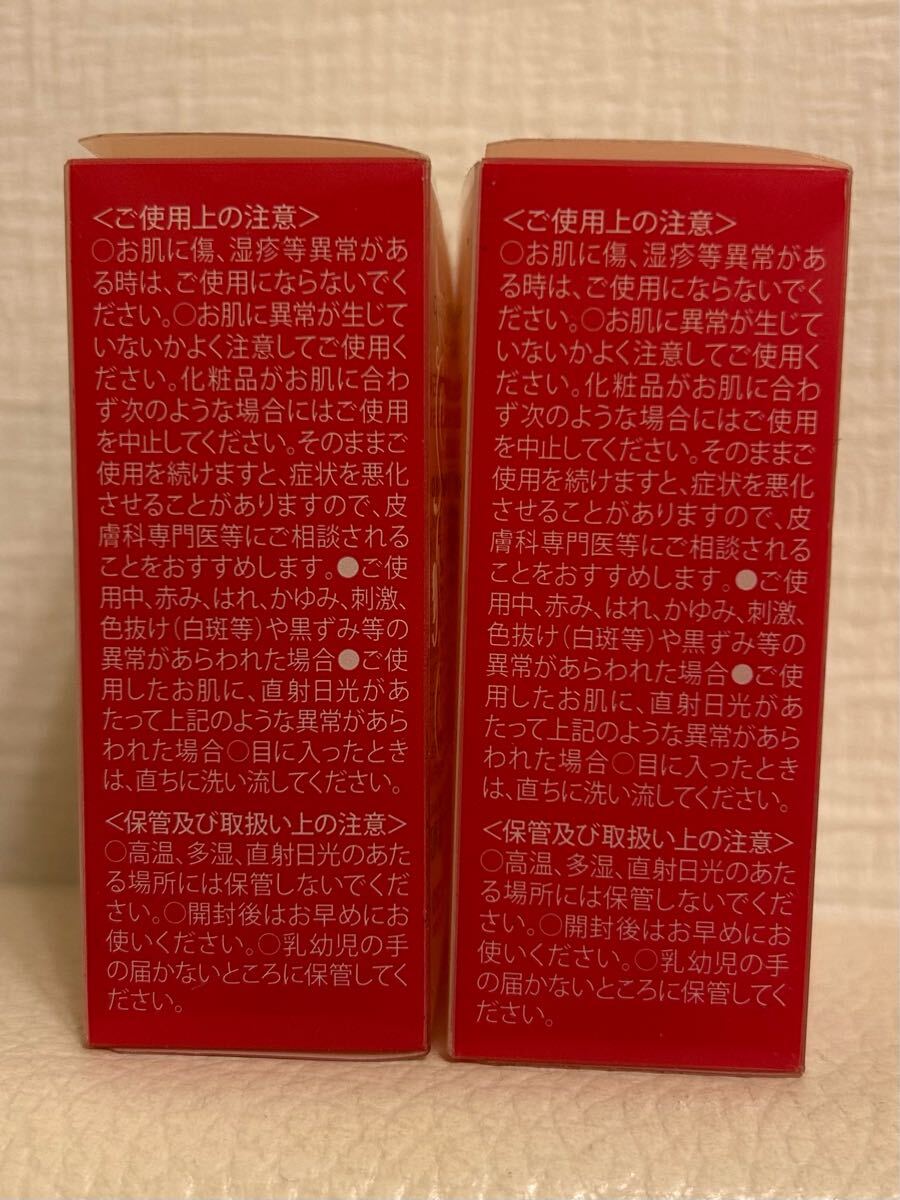 <ご使用上の注意>
○お肌に傷、湿疹等異常があ
る時は、ご使用にならないでく
ださい。○お肌に異常が生じて
いないかよく注意してご使用く
ださい。化粧品がお肌に合わ
ず次のような場合にはご使用
を中止してください。そのままご
使用を続けますと、症状を悪化
させることがありますので、皮
膚科専門医等にご相談される
ことをおすすめします。●ご使
用中、赤み、はれ、かゆみ、刺激、
色抜け(白斑等)や黒ずみ等の
異常があらわれた場合●ご使
用したお肌に、直射日光があ
たって上記のような異常があら
われた場合○目に入ったとき
は、直ちに洗い流してください。
<保管及び取扱い上の注意>
○高温、多湿、直射日光のあた
る場所には保管しないでくだ
さい。○開封後はお早めにお
使いください。○乳幼児の手
の届かないところに保管してく
ださい。
<ご使用上の注意>
○お肌に傷、湿疹等異常があ
る時は、ご使用にならないでく
ださい。○お肌に異常が生じて
いないかよく注意してご使用く
ださい。化粧品がお肌に合わ
ず次のような場合にはご使用
を中止してください。そのままご
使用を続けますと、症状を悪化
させることがありますので、皮
膚科専門医等にご相談される
ことをおすすめします。●ご使
用中、赤み、はれ、かゆみ、刺激、
色抜け(白斑等)や黒ずみ等の
異常があらわれた場合●ご使
用したお肌に、直射日光があ
たって上記のような異常があら
われた場合○目に入ったとき
は、直ちに洗い流してください。
<保管及び取扱い上の注意>
○高温、多湿、直射日光のあた
る場所には保管しないでくだ
さい。○開封後はお早めにお
使いください。○乳幼児の手
の届かないところに保管してく
ださい。